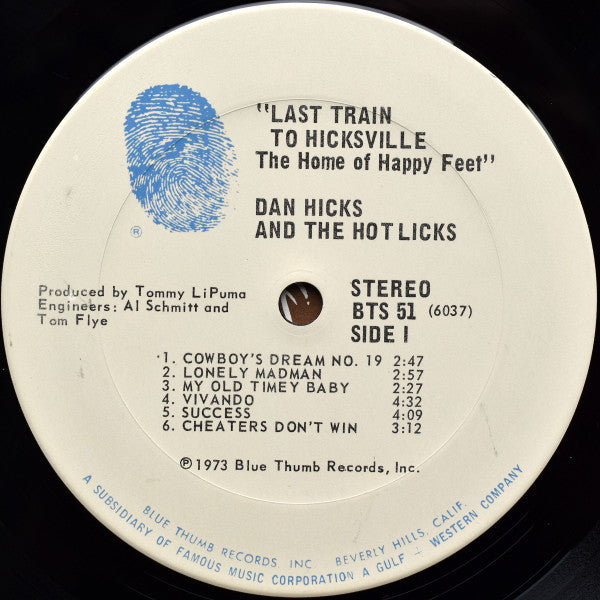 "LAST TRAIN
TO HICKSVILLE
The Home of Happy Feet"
DAN HICKS
AND THE HOT LICKS
®
Produced by Tommy LiPuma
Engineers: Al Schmitt and
Tom Flye
STEREO
BTS 51 (6037)
SIDE I
1. COWBOY'S DREAM NO. 19 2:47
2. LONELY MADMAN 2:57
3. MY OLD TIMEY BABY 2:27
4. VIVANDO 4:32
5. SUCCESS 4:09
6. CHEATERS DON'T WIN 3:12
℗ 1973 Blue Thumb Records, Inc.
BLUE THUMB RECORDS, INC. BEVERLY HILLS, CALIF.
A SUBSIDIARY OF FAMOUS MUSIC CORPORATION A GULF + WESTERN COMPANY